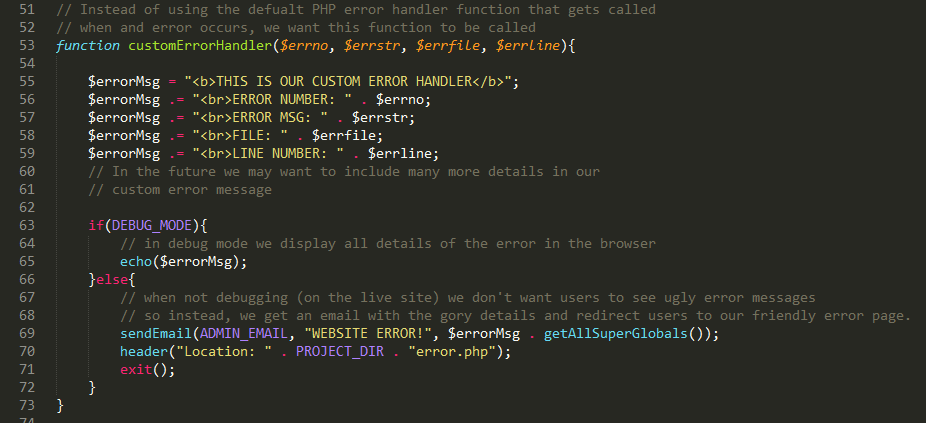 51 // Instead of using the defualt PHP error handler function that gets called
52 // when and error occurs, we want this function to be called
53 function customErrorHandler($errno, $errstr, $errfile, $errline){
54
55     $errorMsg = "<b>THIS IS OUR CUSTOM ERROR HANDLER</b>";
56     $errorMsg .= "<br>ERROR NUMBER: " . $errno;
57     $errorMsg .= "<br>ERROR MSG: " . $errstr;
58     $errorMsg .= "<br>FILE: " . $errfile;
59     $errorMsg .= "<br>LINE NUMBER: " . $errline;
60     // In the future we may want to include many more details in our
61     // custom error message
62
63     if(DEBUG_MODE){
64         // in debug mode we display all details of the error in the browser
65         echo($errorMsg);
66     }else{
67         // when not debugging (on the live site) we don't want users to see ugly error messages
68         // so instead, we get an email with the gory details and redirect users to our friendly error page.
69         sendEmail(ADMIN_EMAIL, "WEBSITE ERROR!", $errorMsg . getAllSuperGlobals());
70         header("Location: " . PROJECT_DIR . "error.php");
71         exit();
72     }
73 }